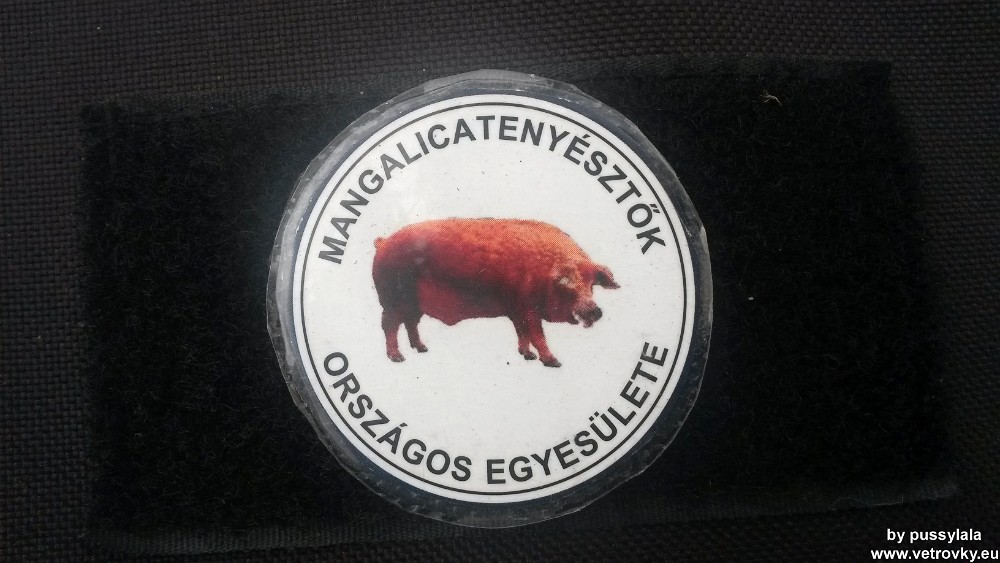 MANGALICATENYÉSZTŐK
ORSZÁGOS EGYESÜLETE
by pussylala
www.vetrovky.eu